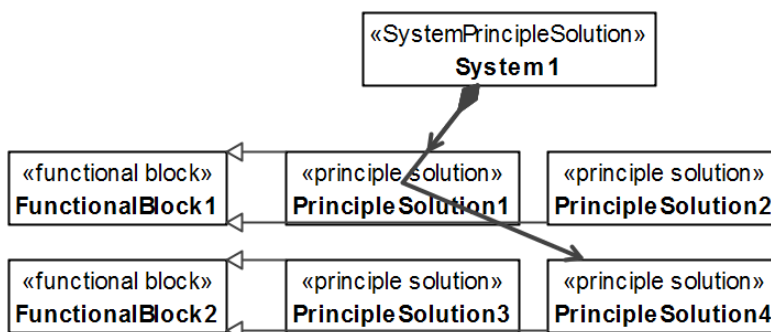 «SystemPrincipleSolution»
System1
«functional block»
FunctionalBlock1
«principle solution»
PrincipleSolution1
«principle solution»
PrincipleSolution2
«functional block»
FunctionalBlock2
«principle solution»
PrincipleSolution3
«principle solution»
PrincipleSolution4